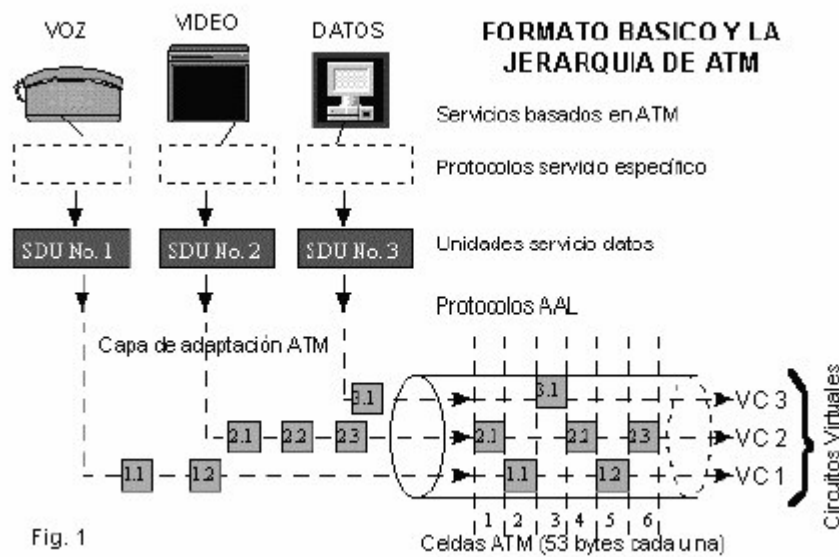 VOZ
VIDEO
DATOS
FORMATO BASICO Y LA
JERARQUIA DE ATM
Servicios basados en ATM
Protocolos servicio específico
SDU No. 1
SDU No. 2
SDU No. 3
Unidades servicio datos
Protocolos AAL
Capa de adaptación ATM
3.1
3.1
VC 3
2.1
2.2
2.3
2.1
2.2
2.3
VC 2
1.1
1.2
1.1
1.2
VC 1
Circuitos Virtuales
1 2 3 4 5 6
Fig. 1
Celdas ATM (53 bytes cada una)